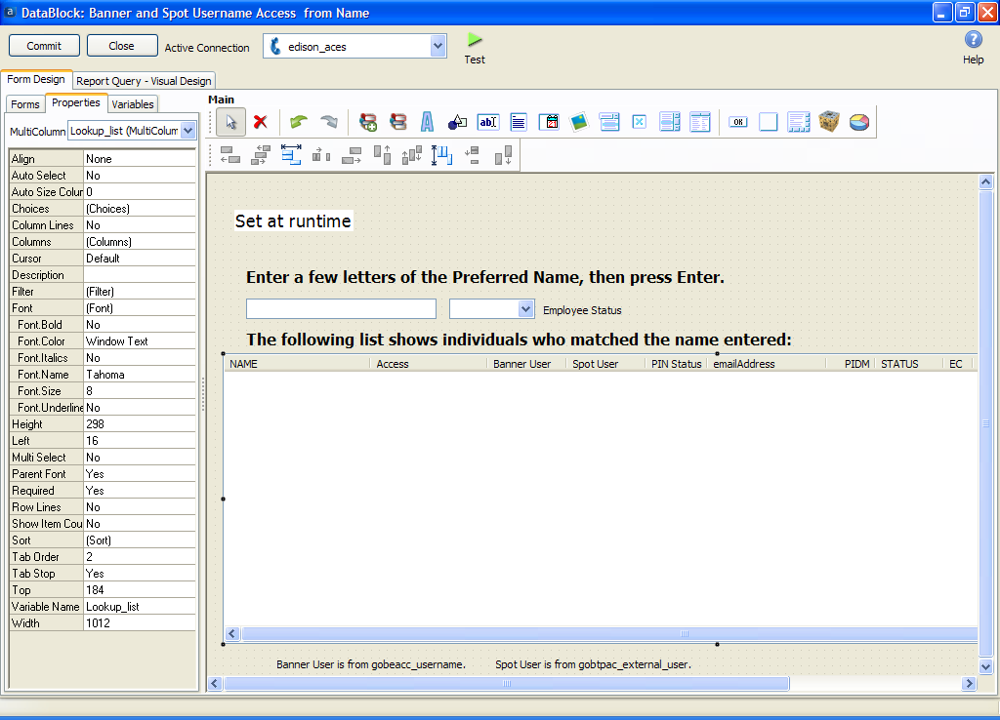 DataBlock: Banner and Spot Username Access from Name
Commit Close Active Connection edison_aces Test Help
Form Design Report Query - Visual Design
Forms Properties Variables
Main
MultiColumn Lookup_list (MultiColum
Align None
Auto Select No
Auto Size Colur 0
Choices (Choices)
Column Lines No
Columns (Columns)
Cursor Default
Description
Filter (Filter)
Font (Font)
Font.Bold No
Font.Color Window Text
Font.Italics No
Font.Name Tahoma
Font.Size 8
Font.Underline No
Height 298
Left 16
Multi Select No
Parent Font Yes
Required Yes
Row Lines No
Show Item Cou No
Sort (Sort)
Tab Order 2
Tab Stop Yes
Top 184
Variable Name Lookup_list
Width 1012
A ab OK
Set at runtime
Enter a few letters of the Preferred Name, then press Enter.
Employee Status
The following list shows individuals who matched the name entered:
NAME Access Banner User Spot User PIN Status emailAddress PIDM STATUS EC
Banner User is from gobeacc_username. Spot User is from gobtpac_external_user.